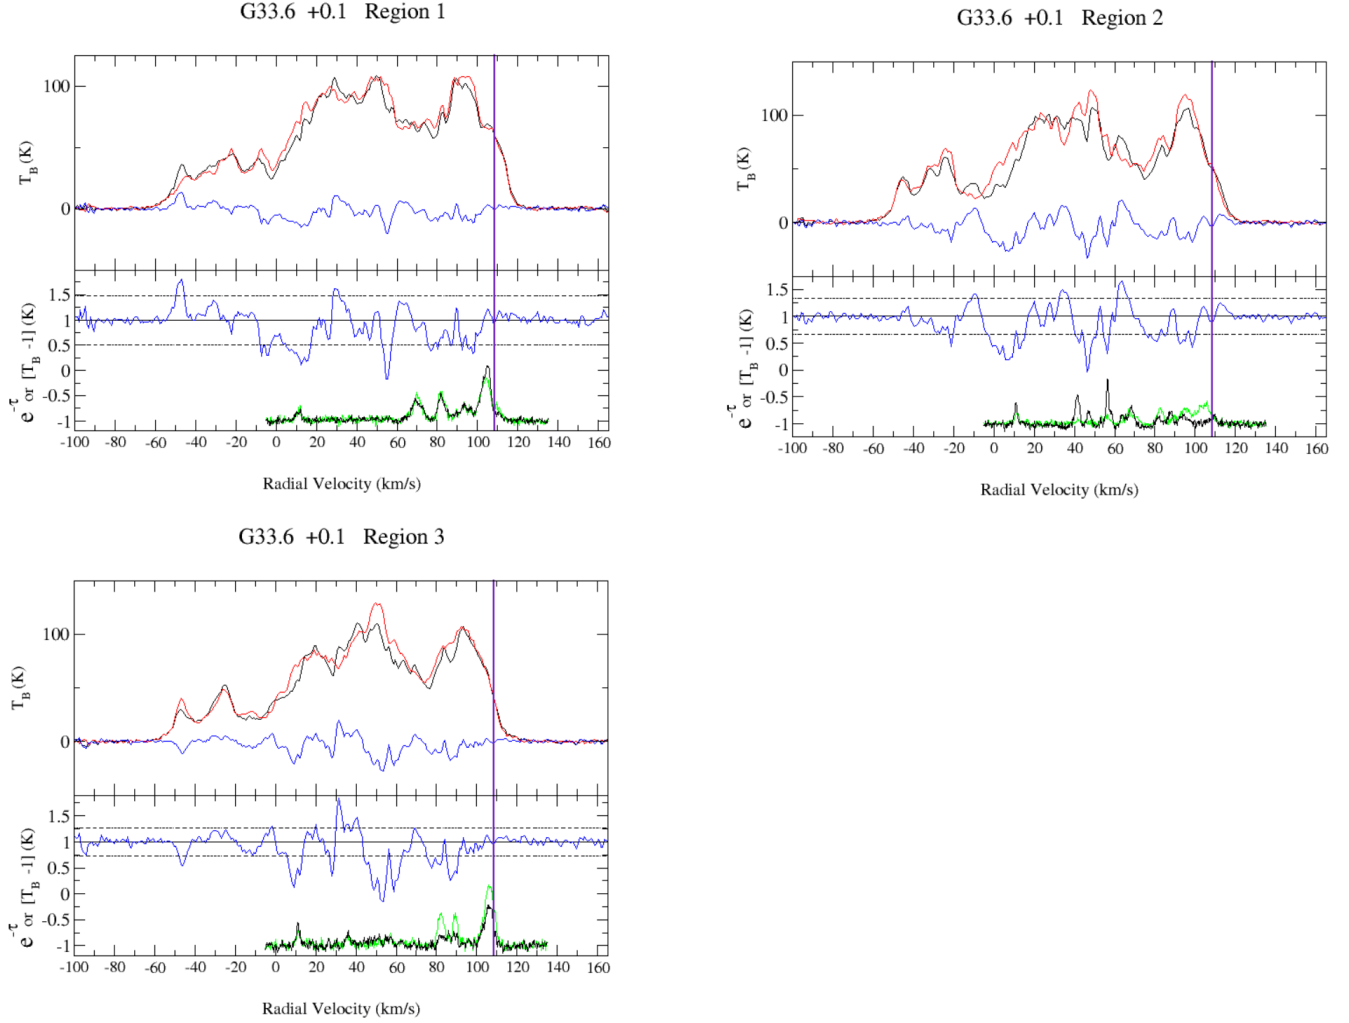 G33.6 +0.1 Region 1
100
0
T_B (K)
1.5
1
0.5
0
-0.5
-1
e^-τ or [T_B -1] (K)
-100 -80 -60 -40 -20 0 20 40 60 80 100 120 140 160
Radial Velocity (km/s)
G33.6 +0.1 Region 2
100
0
T_B (K)
1.5
1
0.5
0
-0.5
-1
e^-τ or [T_B -1] (K)
-100 -80 -60 -40 -20 0 20 40 60 80 100 120 140 160
Radial Velocity (km/s)
G33.6 +0.1 Region 3
100
0
T_B (K)
1.5
1
0.5
0
-0.5
-1
e^-τ or [T_B -1] (K)
-100 -80 -60 -40 -20 0 20 40 60 80 100 120 140 160
Radial Velocity (km/s)